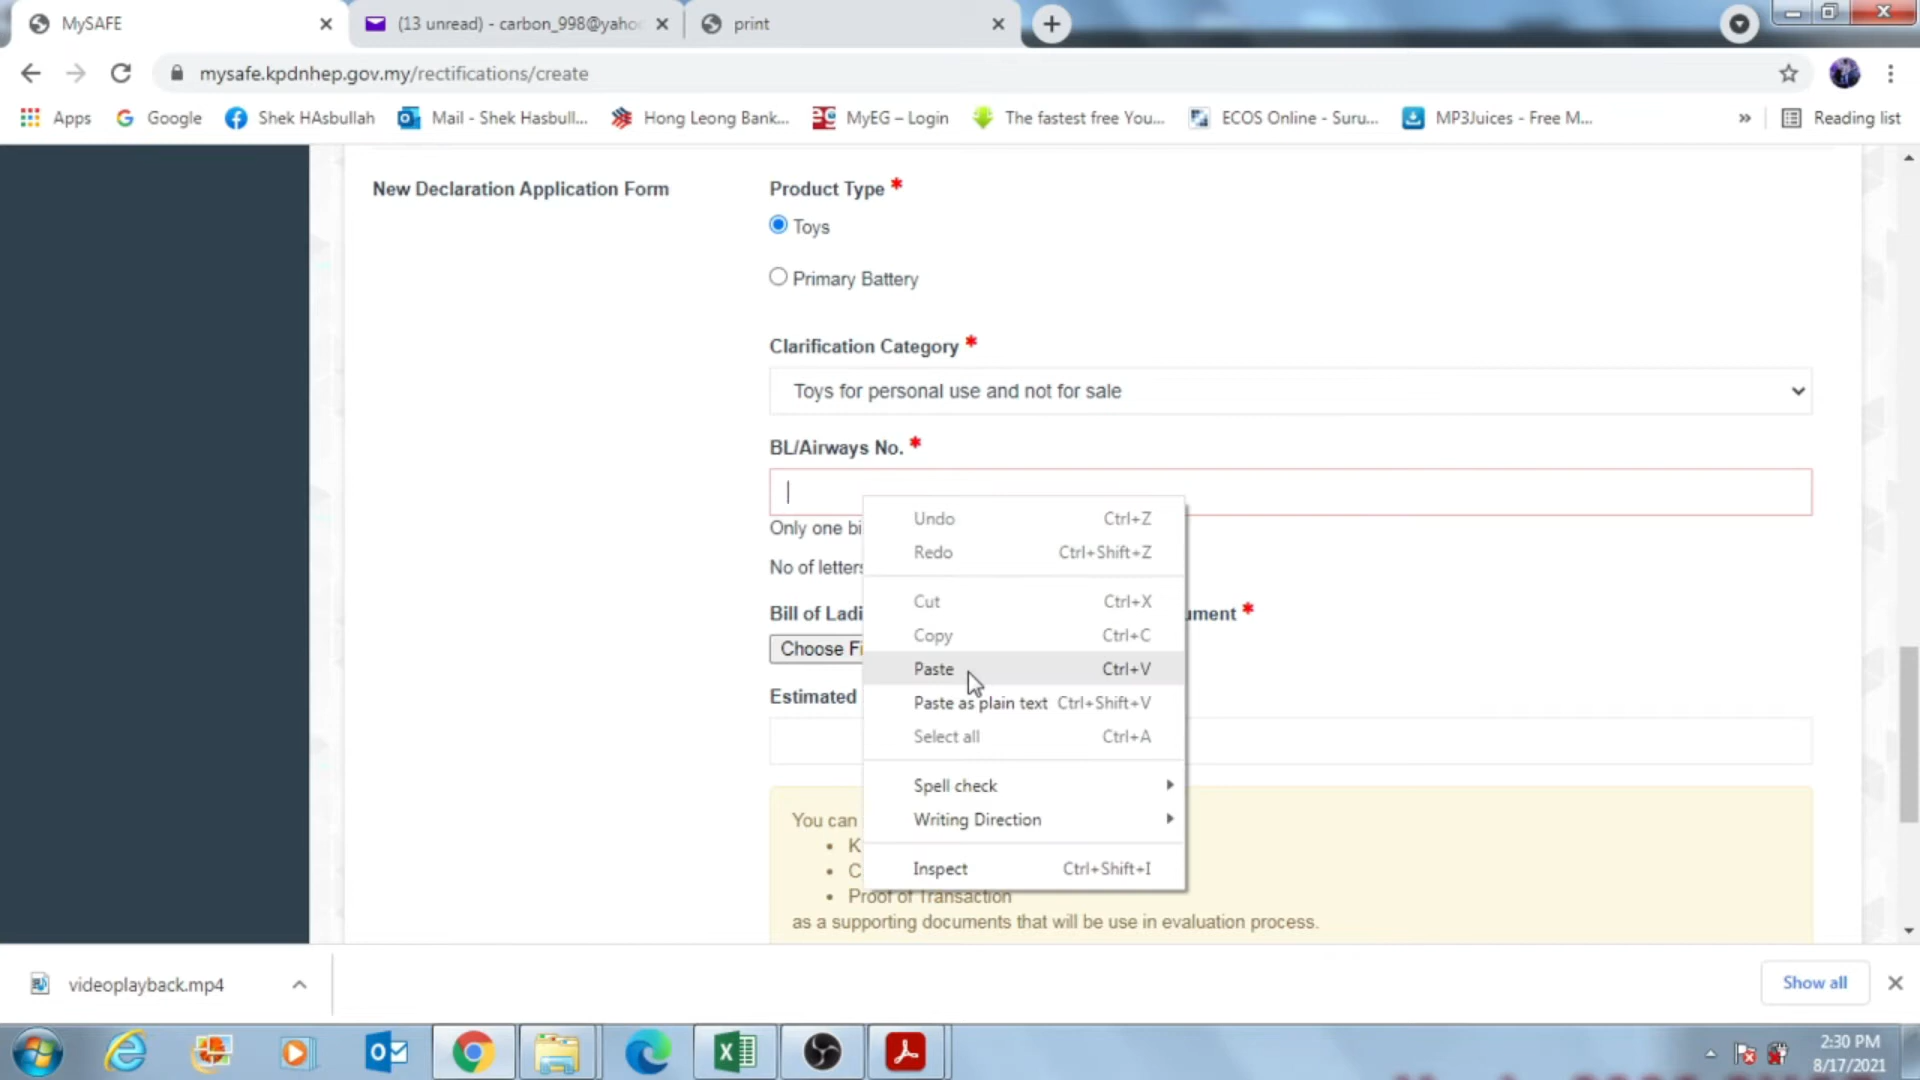 MySAFE
(13 unread) - carbon_998@yaho
print
mysafe.kpdnhep.gov.my/rectifications/create
Apps
Google
Shek HAsbullah
Mail - Shek Hasbull...
Hong Leong Bank...
MyEG – Login
The fastest free You...
ECOS Online - Suru...
MP3Juices - Free M...
»
Reading list
New Declaration Application Form
Product Type *
Toys
Primary Battery
Clarification Category *
Toys for personal use and not for sale
BL/Airways No. *
Only one bi
No of letters
Bill of Ladi
ument *
Choose Fi
Estimated
Undo Ctrl+Z
Redo Ctrl+Shift+Z
Cut Ctrl+X
Copy Ctrl+C
Paste Ctrl+V
Paste as plain text Ctrl+Shift+V
Select all Ctrl+A
Spell check
Writing Direction
Inspect Ctrl+Shift+I
You can
• K
• C
• Proof of Transaction
as a supporting documents that will be use in evaluation process.
videoplayback.mp4
Show all
2:30 PM
8/17/2021